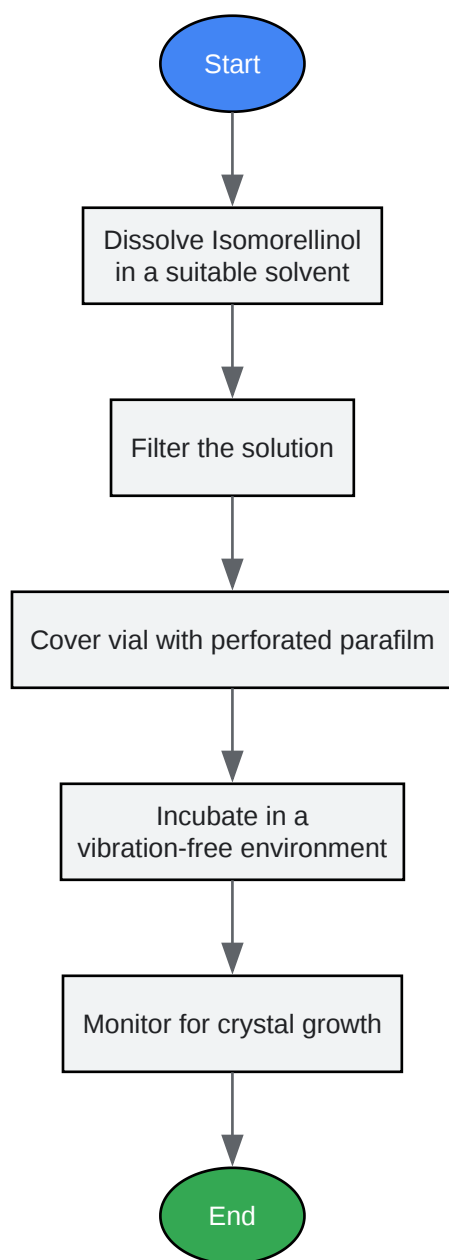 Start
Dissolve Isomorellinol
in a suitable solvent
Filter the solution
Cover vial with perforated parafilm
Incubate in a
vibration-free environment
Monitor for crystal growth
End